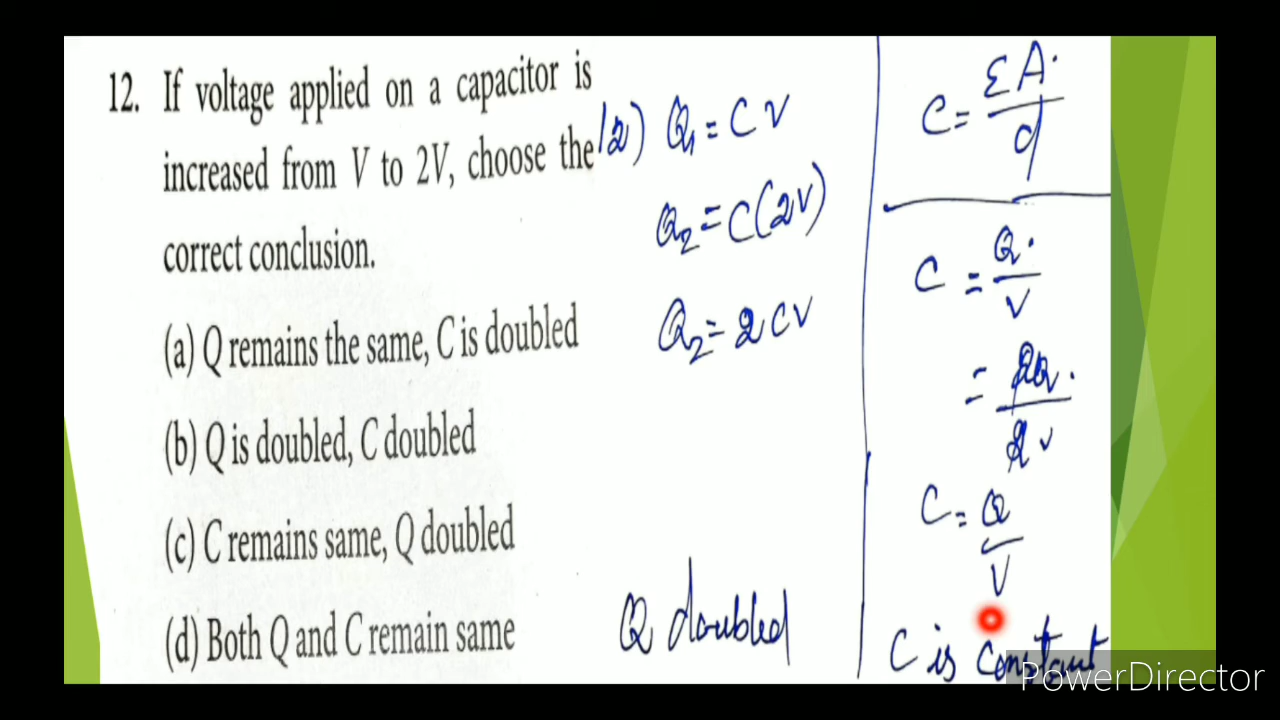 12. If voltage applied on a capacitor is
increased from V to 2V, choose the
correct conclusion.
(a) Q remains the same, C is doubled
(b) Q is doubled, C doubled
(c) C remains same, Q doubled
(d) Both Q and C remain same
12) Q₁ = CV
Q₂ = C(2V)
Q₂ = 2CV
Q doubled
C = εA / d
C = Q / V
= 2Q / 2V
C = Q / V
C is constant
PowerDirector